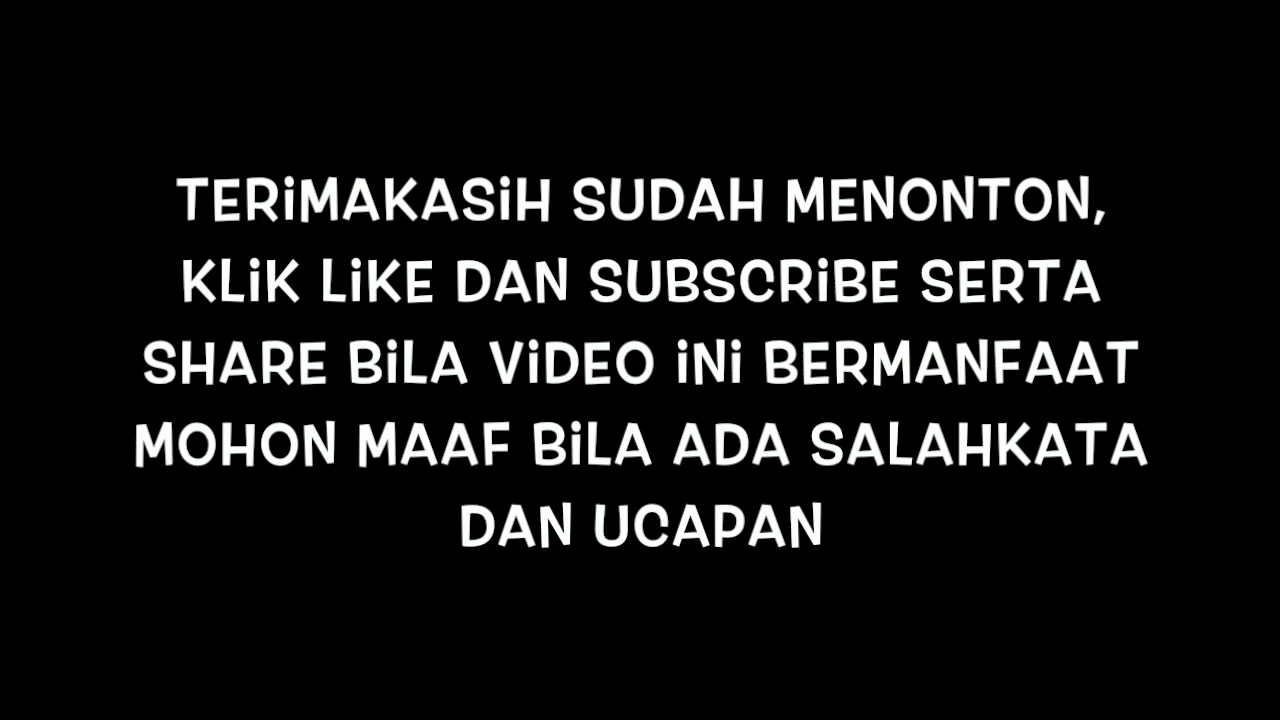 TERiMAKASiH SUDAH MENONTON,
KLiK LiKE DAN SUBSCRiBE SERTA
SHARE BiLA ViDEO iNi BERMANFAAT
MOHON MAAF BiLA ADA SALAHKATA
DAN UCAPAN